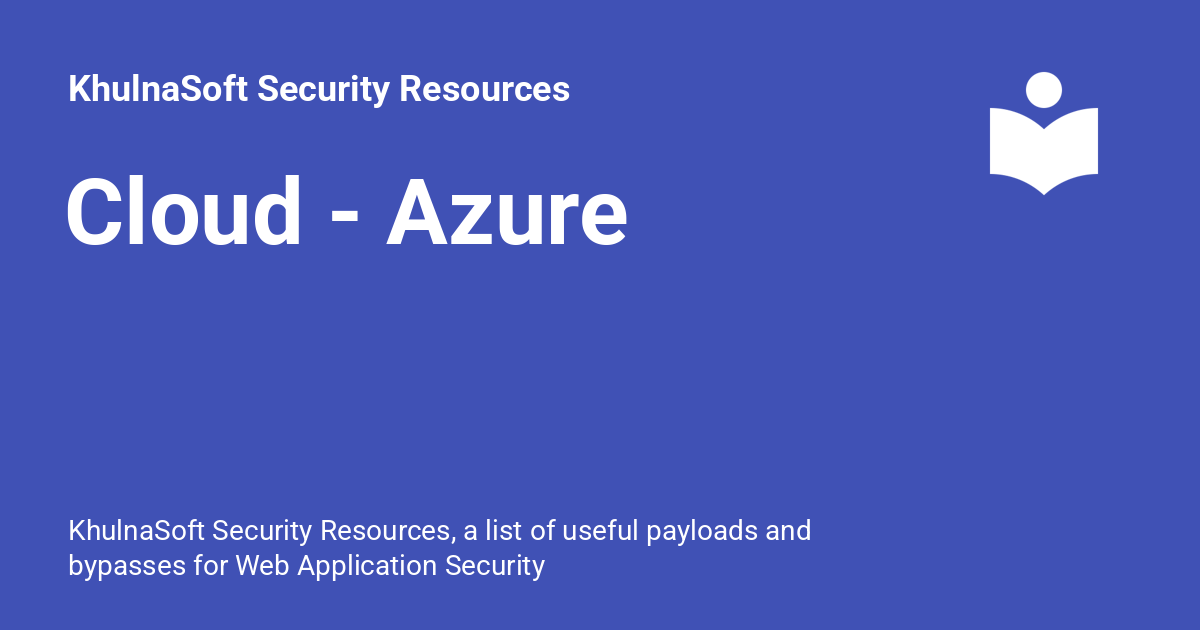 KhulnaSoft Security Resources
Cloud - Azure
KhulnaSoft Security Resources, a list of useful payloads and
bypasses for Web Application Security